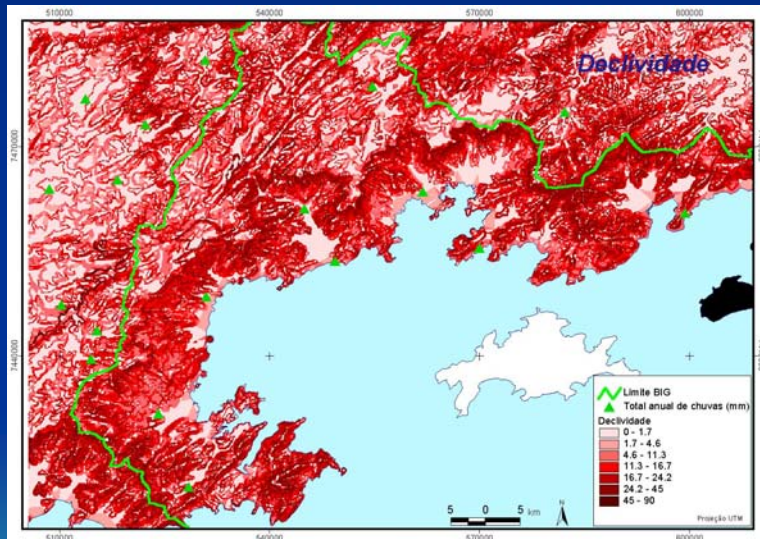 510000 540000 570000 600000
Declividade
7470000
7440000
Limite BIG
Total anual de chuvas (mm)
Declividade
0 - 1.7
1.7 - 4.6
4.6 - 11.3
11.3 - 16.7
16.7 - 24.2
24.2 - 45
45 - 90
5 0 5 km
N
Projeção UTM
510000 540000 570000 600000